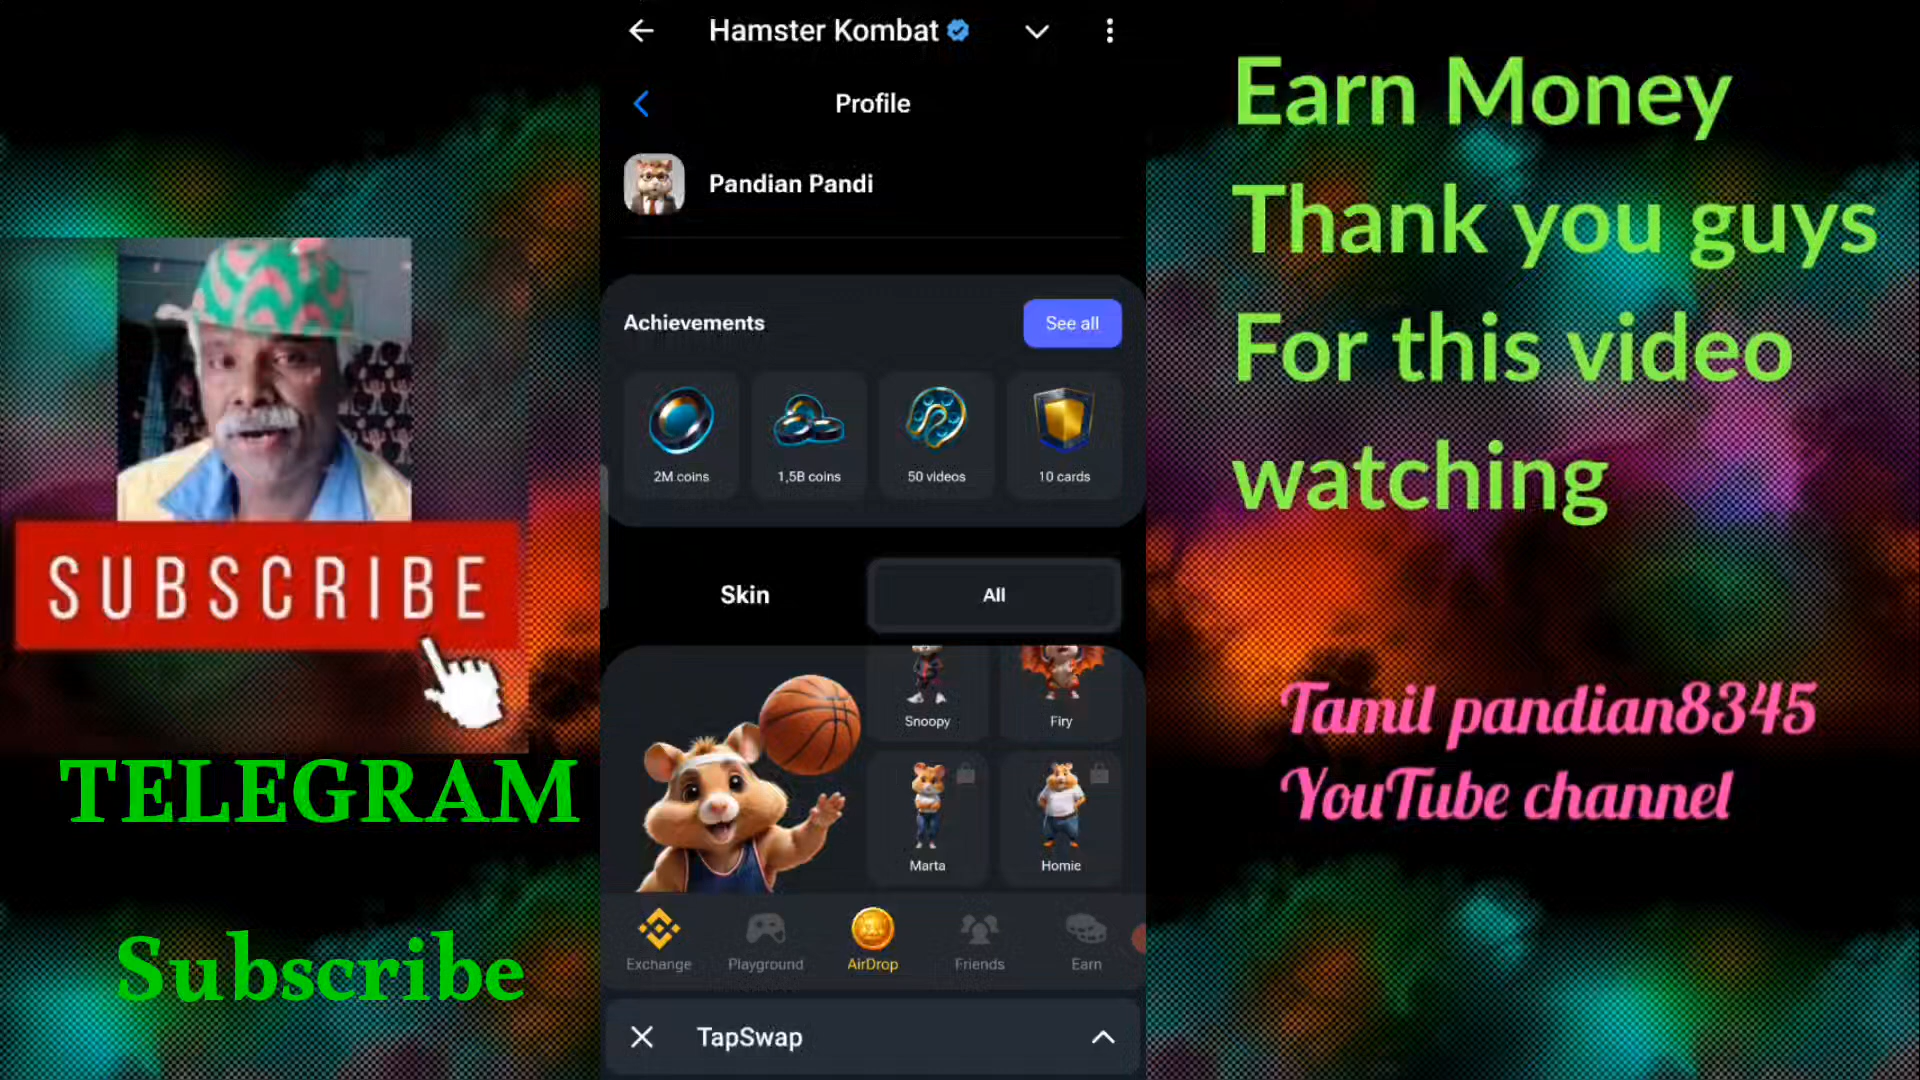 SUBSCRIBE
TELEGRAM
Subscribe
Hamster Kombat
Profile
Pandian Pandi
Achievements
See all
2M coins
1,5B coins
50 videos
10 cards
Skin
All
Snoopy
Firy
Marta
Homie
Exchange
Playground
AirDrop
Friends
Earn
TapSwap
Earn Money
Thank you guys
For this video
watching
Tamil pandian8345
YouTube channel